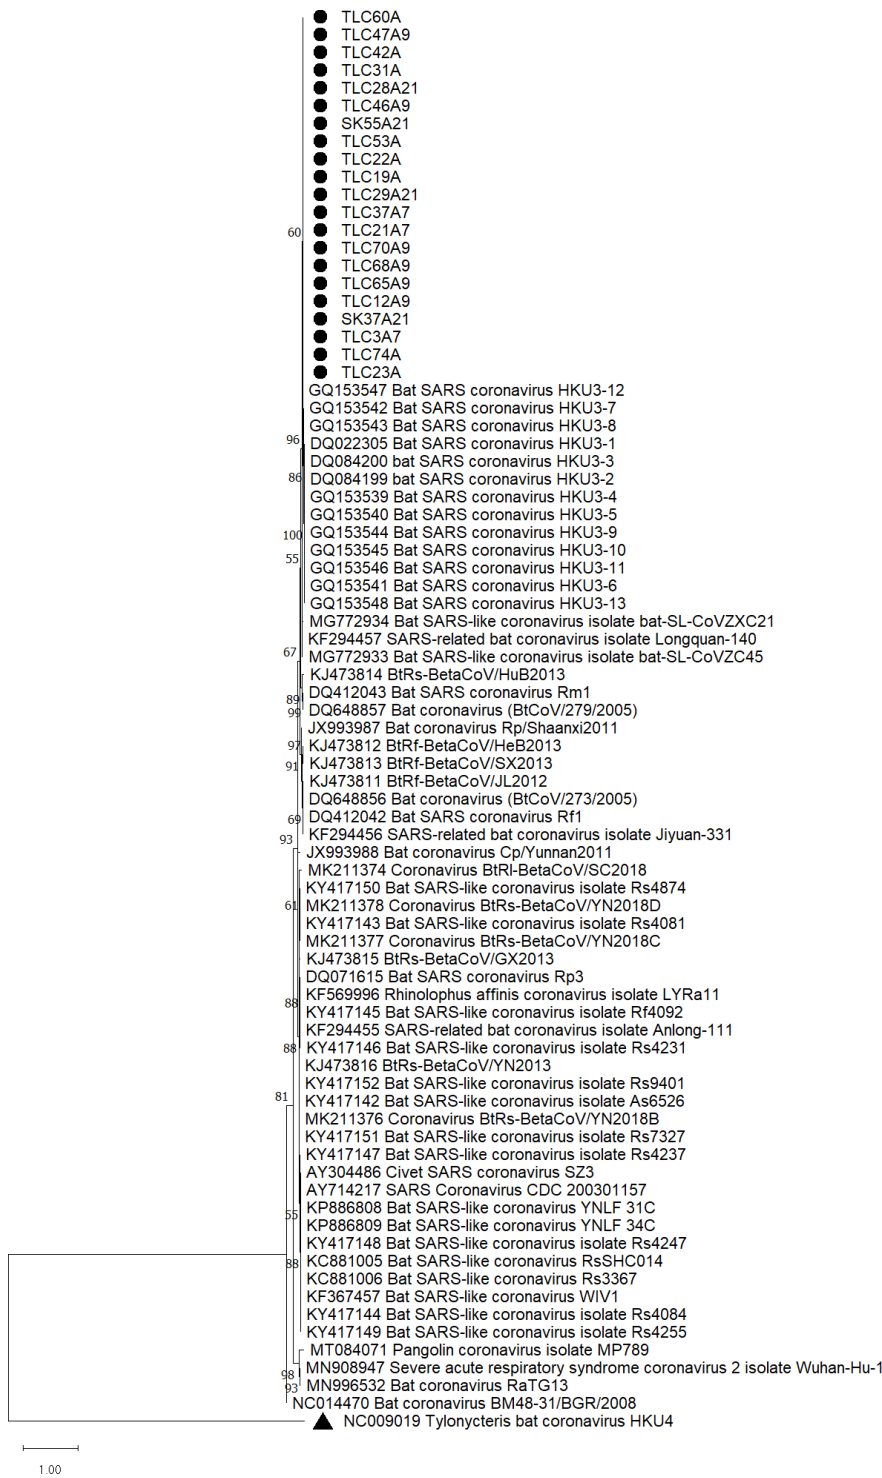 TLC60A
TLC47A9
TLC42A
TLC31A
TLC28A21
TLC46A9
SK55A21
TLC53A
TLC22A
TLC19A
TLC29A21
TLC37A7
TLC21A7
60
TLC70A9
TLC68A9
TLC65A9
TLC12A9
SK37A21
TLC3A7
TLC74A
TLC23A
GQ153547 Bat SARS coronavirus HKU3-12
GQ153542 Bat SARS coronavirus HKU3-7
GQ153543 Bat SARS coronavirus HKU3-8
96
DQ022305 Bat SARS coronavirus HKU3-1
DQ084200 bat SARS coronavirus HKU3-3
86
DQ084199 Bat SARS coronavirus HKU3-2
GQ153539 Bat SARS coronavirus HKU3-4
GQ153540 Bat SARS coronavirus HKU3-5
100
GQ153544 Bat SARS coronavirus HKU3-9
GQ153545 Bat SARS coronavirus HKU3-10
55
GQ153546 Bat SARS coronavirus HKU3-11
GQ153541 Bat SARS coronavirus HKU3-6
GQ153548 Bat SARS coronavirus HKU3-13
MG772934 Bat SARS-like coronavirus isolate bat-SL-CoVZXC21
KF294457 SARS-related bat coronavirus isolate Longquan-140
67
MG772933 Bat SARS-like coronavirus isolate bat-SL-CoVZC45
KJ473814 BtRs-BetaCoV/HuB2013
DQ412043 Bat SARS coronavirus Rm1
89
DQ648857 Bat coronavirus (BtCoV/279/2005)
99
JX993987 Bat coronavirus Rp/Shaanxi2011
97
KJ473812 BtRf-BetaCoV/HeB2013
KJ473813 BtRf-BetaCoV/SX2013
91
KJ473811 BtRf-BetaCoV/JL2012
DQ648856 Bat coronavirus (BtCoV/273/2005)
69
DQ412042 Bat SARS coronavirus Rf1
KF294456 SARS-related bat coronavirus isolate Jiyuan-331
93
JX993988 Bat coronavirus Cp/Yunnan2011
MK211374 Coronavirus BtRl-BetaCoV/SC2018
KY417150 Bat SARS-like coronavirus isolate Rs4874
61
MK211378 Coronavirus BtRs-BetaCoV/YN2018D
KY417143 Bat SARS-like coronavirus isolate Rs4081
MK211377 Coronavirus BtRs-BetaCoV/YN2018C
KJ473815 BtRs-BetaCoV/GX2013
DQ071615 Bat SARS coronavirus Rp3
KF569996 Rhinolophus affinis coronavirus isolate LYRa11
88
KY417145 Bat SARS-like coronavirus isolate Rf4092
KF294455 SARS-related bat coronavirus isolate Anlong-111
88
KY417146 Bat SARS-like coronavirus isolate Rs4231
KJ473816 BtRs-BetaCoV/YN2013
KY417152 Bat SARS-like coronavirus isolate Rs9401
81
KY417142 Bat SARS-like coronavirus isolate As6526
MK211376 Coronavirus BtRs-BetaCoV/YN2018B
KY417151 Bat SARS-like coronavirus isolate Rs7327
KY417147 Bat SARS-like coronavirus isolate Rs4237
AY304486 Civet SARS coronavirus SZ3
AY714217 SARS Coronavirus CDC 200301157
KP886808 Bat SARS-like coronavirus YNLF 31C
55
KP886809 Bat SARS-like coronavirus YNLF 34C
KY417148 Bat SARS-like coronavirus isolate Rs4247
88
KC881005 Bat SARS-like coronavirus RsSHC014
KC881006 Bat SARS-like coronavirus Rs3367
KF367457 Bat SARS-like coronavirus WIV1
KY417144 Bat SARS-like coronavirus isolate Rs4084
KY417149 Bat SARS-like coronavirus isolate Rs4255
MT084071 Pangolin coronavirus isolate MP789
MN908947 Severe acute respiratory syndrome coronavirus 2 isolate Wuhan-Hu-1
98
MN996532 Bat coronavirus RaTG13
93
NC014470 Bat coronavirus BM48-31/BGR/2008
NC009019 Tylonycteris bat coronavirus HKU4
1.00